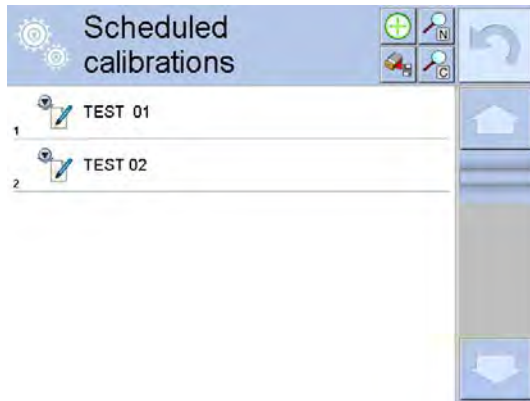 Scheduled
calibrations
N
C
TEST 01
1
TEST 02
2